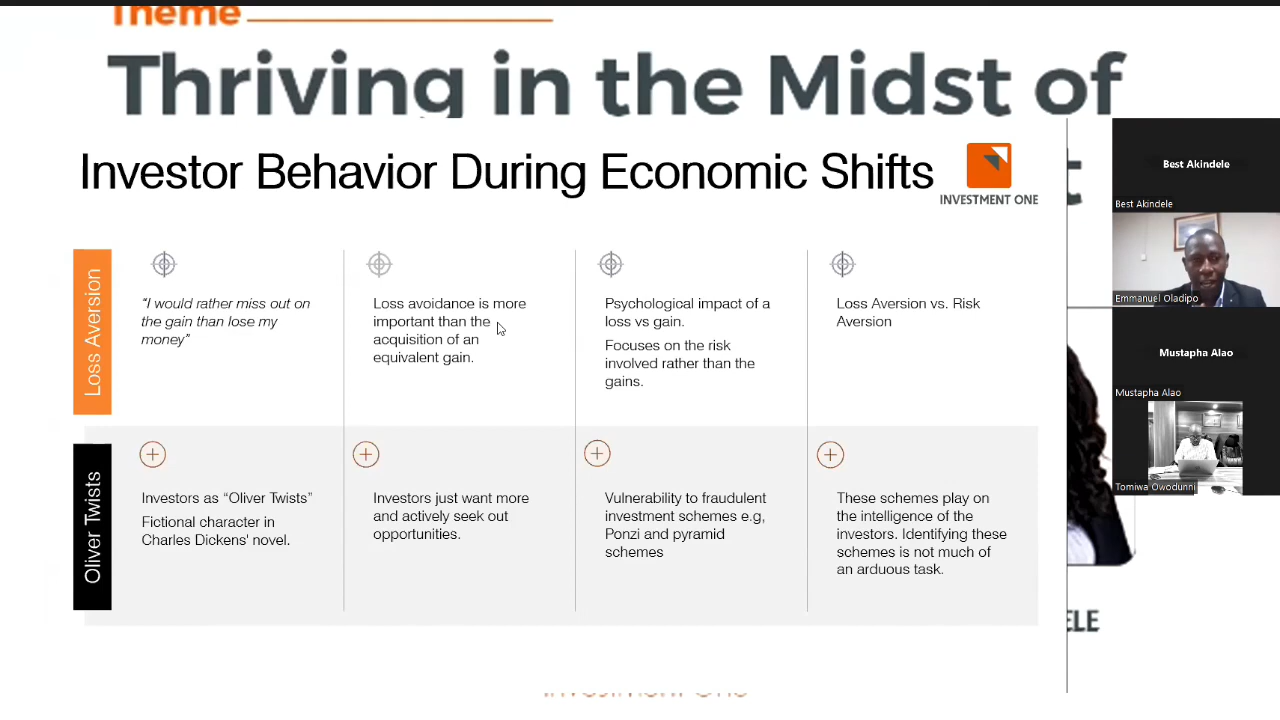 Theme
Thriving in the Midst of
Investor Behavior During Economic Shifts
INVESTMENT ONE
Loss Aversion
“I would rather miss out on
the gain than lose my
money”
Loss avoidance is more
important than the
acquisition of an
equivalent gain.
Psychological impact of a
loss vs gain.
Focuses on the risk
involved rather than the
gains.
Loss Aversion vs. Risk
Aversion
Oliver Twists
Investors as “Oliver Twists”
Fictional character in
Charles Dickens' novel.
Investors just want more
and actively seek out
opportunities.
Vulnerability to fraudulent
investment schemes e.g,
Ponzi and pyramid
schemes
These schemes play on
the intelligence of the
investors. Identifying these
schemes is not much of
an arduous task.
Best Akindele
Best Akindele
Emmanuel Oladipo
Mustapha Alao
Mustapha Alao
Tomiwa Owodunni
ELE